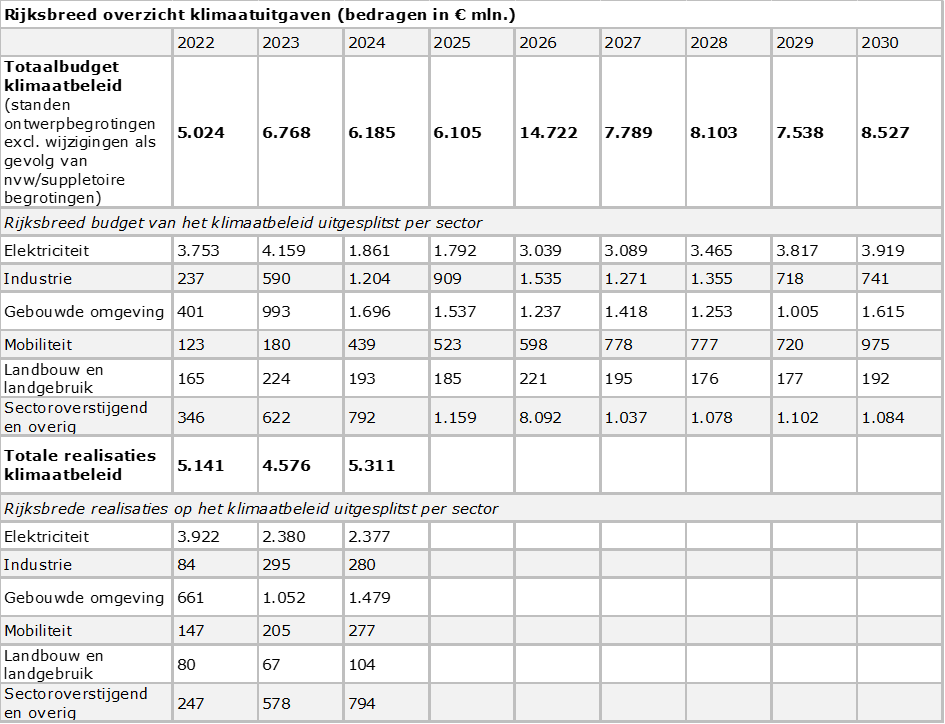 Rijksbreed overzicht klimaatuitgaven (bedragen in € mln.)
2022 2023 2024 2025 2026 2027 2028 2029 2030
Totaalbudget
klimaatbeleid
(standen
ontwerpbegrotingen
excl. wijzigingen als
gevolg van
nvw/suppletoire
begrotingen)
5.024 6.768 6.185 6.105 14.722 7.789 8.103 7.538 8.527
Rijksbreed budget van het klimaatbeleid uitgesplitst per sector
Elektriciteit 3.753 4.159 1.861 1.792 3.039 3.089 3.465 3.817 3.919
Industrie 237 590 1.204 909 1.535 1.271 1.355 718 741
Gebouwde omgeving 401 993 1.696 1.537 1.237 1.418 1.253 1.005 1.615
Mobiliteit 123 180 439 523 598 778 777 720 975
Landbouw en
landgebruik
165 224 193 185 221 195 176 177 192
Sectoroverstijgend
en overig
346 622 792 1.159 8.092 1.037 1.078 1.102 1.084
Totale realisaties
klimaatbeleid
5.141 4.576 5.311
Rijksbrede realisaties op het klimaatbeleid uitgesplitst per sector
Elektriciteit 3.922 2.380 2.377
Industrie 84 295 280
Gebouwde omgeving 661 1.052 1.479
Mobiliteit 147 205 277
Landbouw en
landgebruik
80 67 104
Sectoroverstijgend
en overig
247 578 794